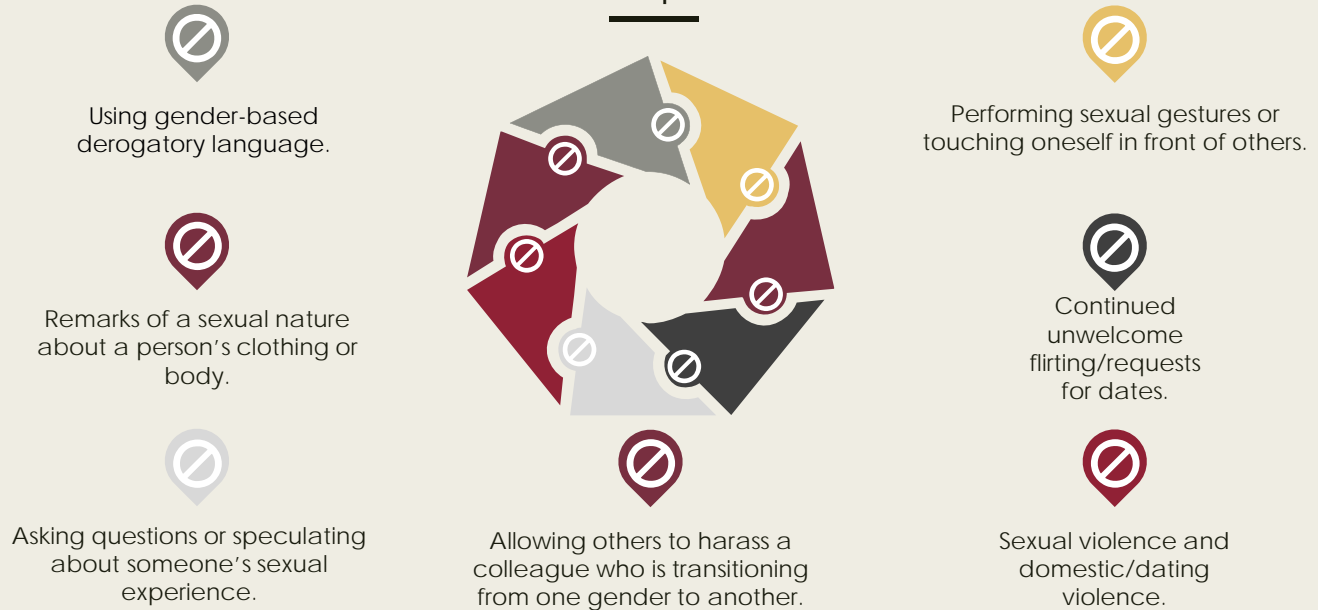 Using gender-based
derogatory language.
Performing sexual gestures or
touching oneself in front of others.
Remarks of a sexual nature
about a person's clothing or
body.
Continued
unwelcome
flirting/requests
for dates.
Asking questions or speculating
about someone's sexual
experience.
Allowing others to harass a
colleague who is transitioning
from one gender to another.
Sexual violence and
domestic/dating
violence.